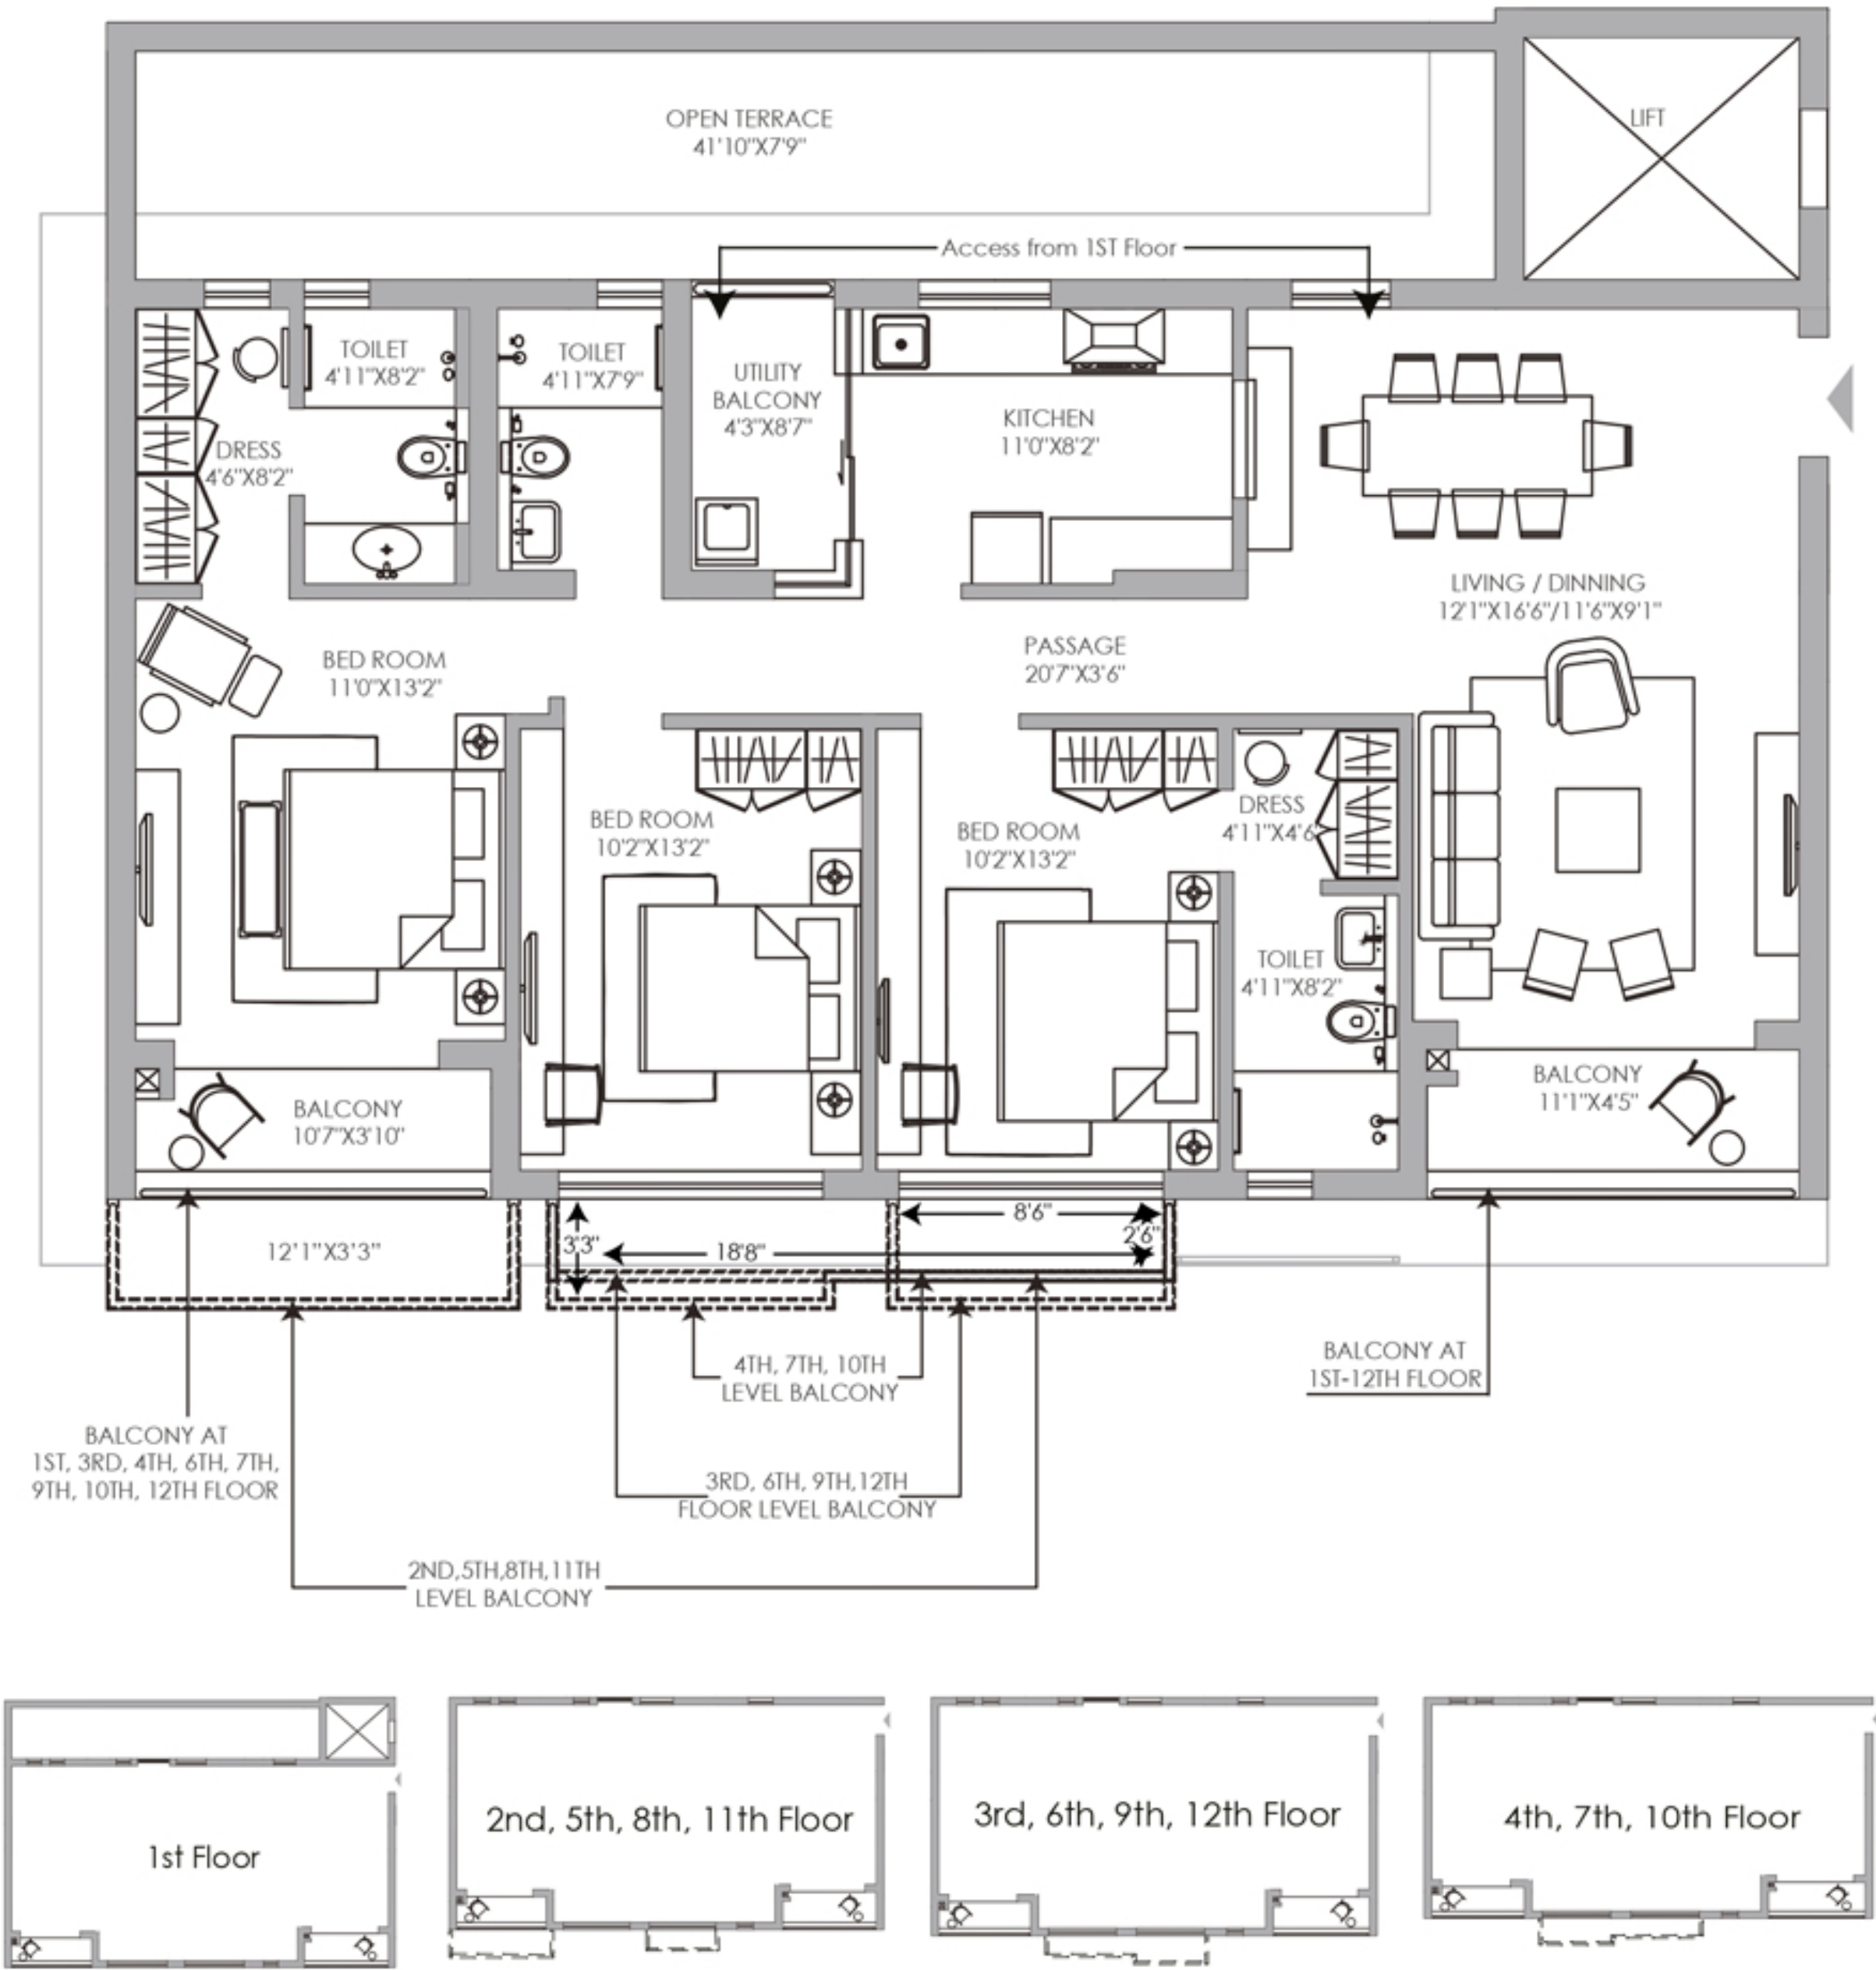 OPEN TERRACE
41'10"X7'9"
LIFT
Access from 1ST Floor
TOILET
4'11"X8'2"
TOILET
4'11"X7'9"
UTILITY
BALCONY
4'3"X8'7"
KITCHEN
11'0"X8'2"
DRESS
4'6"X8'2"
LIVING / DINNING
12'1"X16'6"/11'6"X9'1"
BED ROOM
11'0"X13'2"
PASSAGE
20'7"X3'6"
BED ROOM
10'2"X13'2"
BED ROOM
10'2"X13'2"
DRESS
4'11"X4'6"
TOILET
4'11"X8'2"
BALCONY
10'7"X3'10"
BALCONY
11'1"X4'5"
12'1"X3'3"
3'3"
18'8"
8'6"
2'6"
4TH, 7TH, 10TH
LEVEL BALCONY
BALCONY AT
1ST-12TH FLOOR
BALCONY AT
1ST, 3RD, 4TH, 6TH, 7TH,
9TH, 10TH, 12TH FLOOR
3RD, 6TH, 9TH,12TH
FLOOR LEVEL BALCONY
2ND,5TH,8TH,11TH
LEVEL BALCONY
1st Floor
2nd, 5th, 8th, 11th Floor
3rd, 6th, 9th, 12th Floor
4th, 7th, 10th Floor